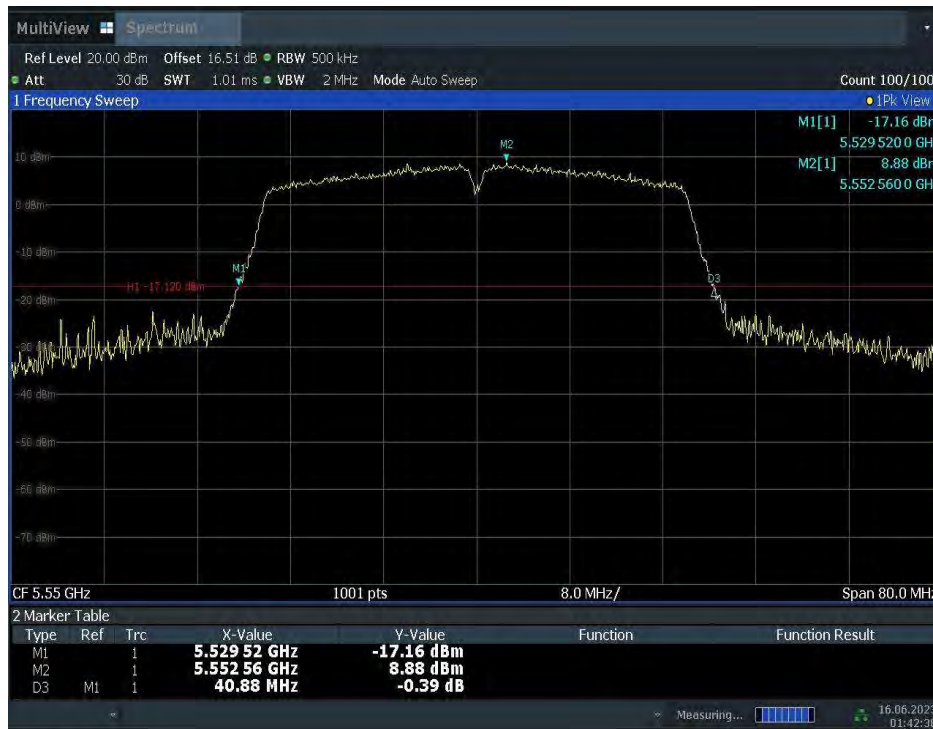 MultiView Spectrum
Ref Level 20.00 dBm Offset 16.51 dB RBW 500 kHz
Att 30 dB SWT 1.01 ms VBW 2 MHz Mode Auto Sweep Count 100/100
1 Frequency Sweep 1Pk View
M1[1] -17.16 dBm
5.529 520 0 GH
M2[1] 8.88 dBm
5.552 560 0 GH
M2
10 dBm
0 dBm
-10 dBm
M1
D3
H1 -17.120 dBm
-20 dBm
-30 dBm
-40 dBm
-50 dBm
-60 dBm
-70 dBm
CF 5.55 GHz 1001 pts 8.0 MHz/ Span 80.0 MHz
2 Marker Table
Type Ref Trc X-Value Y-Value Function Function Result
M1 1 5.529 52 GHz -17.16 dBm
M2 1 5.552 56 GHz 8.88 dBm
D3 M1 1 40.88 MHz -0.39 dB
Measuring... 16.06.2023
01:42:38